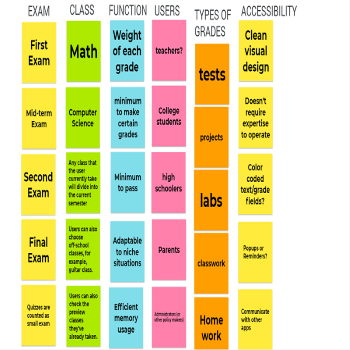 EXAM
CLASS
FUNCTION
USERS
TYPES OF
GRADES
ACCESSIBILITY
First
Exam
Math
Weight
of each
grade
teachers?
tests
Clean
visual
design
Mid-term
Exam
Computer
Science
minimum
to make
certain
grades
College
students
projects
Doesn't
require
expertise
to operate
Second
Exam
Any class that
the user
currently take
will divide into
the current
semester
Minimum
to pass
high
schoolers
labs
Color
coded
text/grade
fields?
Final
Exam
Users can also
choose
off-school
classes, for
example,
guitar class.
Adaptable
to niche
situations
Parents
classwork
Popups or
Reminders?
Quizzes are
counted as
small exam
Users can also
check the
preview
classes
they've
already taken.
Efficient
memory
usage
Administrators (or
other policy makers)
Home
work
Communicate
with other
apps